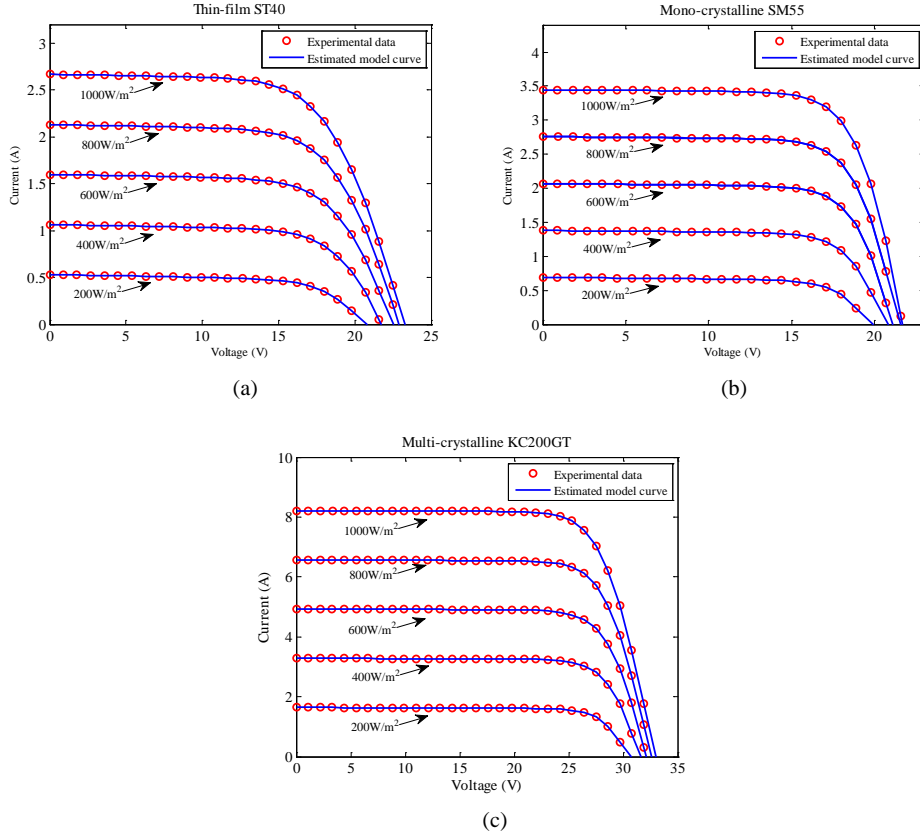 Thin-film ST40
Current (A)
3
2.5
2
1.5
1
0.5
0
Experimental data
Estimated model curve
1000W/m²
800W/m²
600W/m²
400W/m²
200W/m²
0 5 10 15 20 25
Voltage (V)
(a)
Mono-crystalline SM55
Current (A)
4
3.5
3
2.5
2
1.5
1
0.5
0
Experimental data
Estimated model curve
1000W/m²
800W/m²
600W/m²
400W/m²
200W/m²
0 5 10 15 20
Voltage (V)
(b)
Multi-crystalline KC200GT
Current (A)
10
8
6
4
2
0
Experimental data
Estimated model curve
1000W/m²
800W/m²
600W/m²
400W/m²
200W/m²
0 5 10 15 20 25 30 35
Voltage (V)
(c)